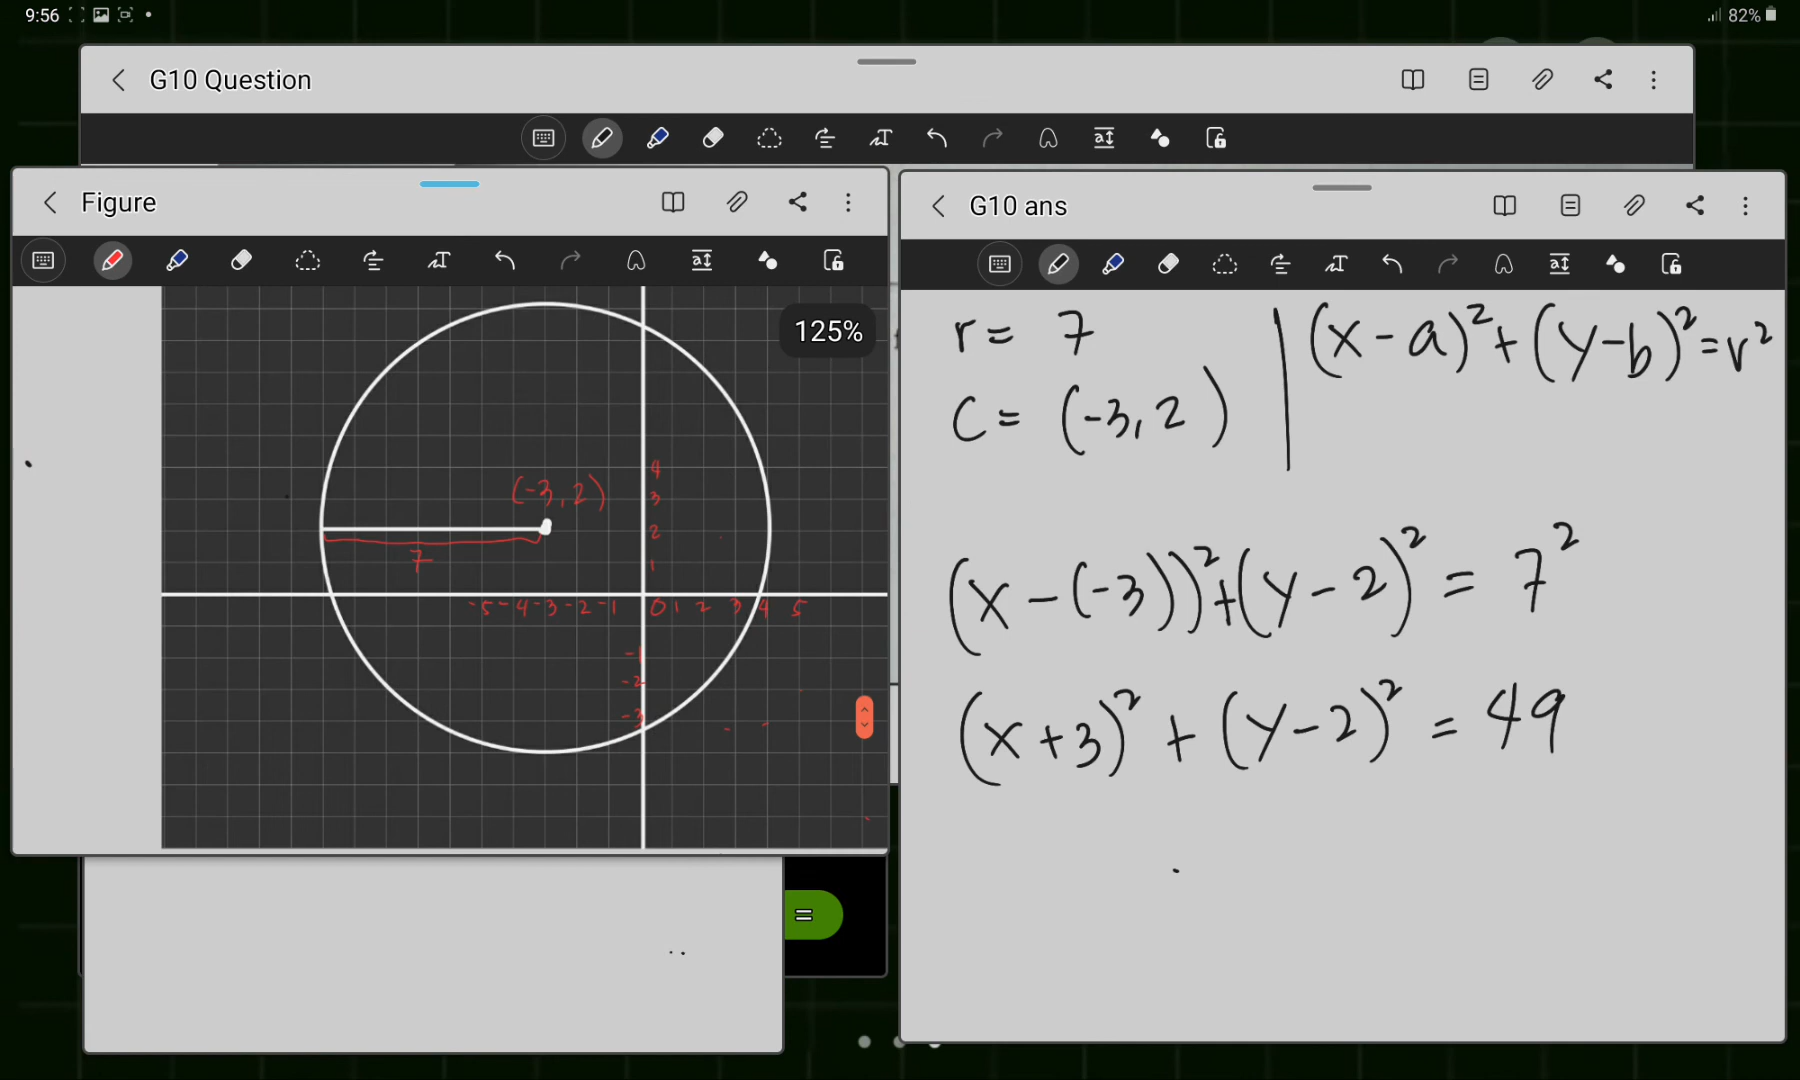 9:56
82%
G10 Question
Figure
G10 ans
125%
(-3, 2)
7
4
3
2
1
-5 -4 -3 -2 -1 0 1 2 3 4 5
-1
-2
-3
r = 7
C = (-3, 2)
(x - a)² + (y - b)² = r²
(x - (-3))² + (y - 2)² = 7²
(x + 3)² + (y - 2)² = 49
=